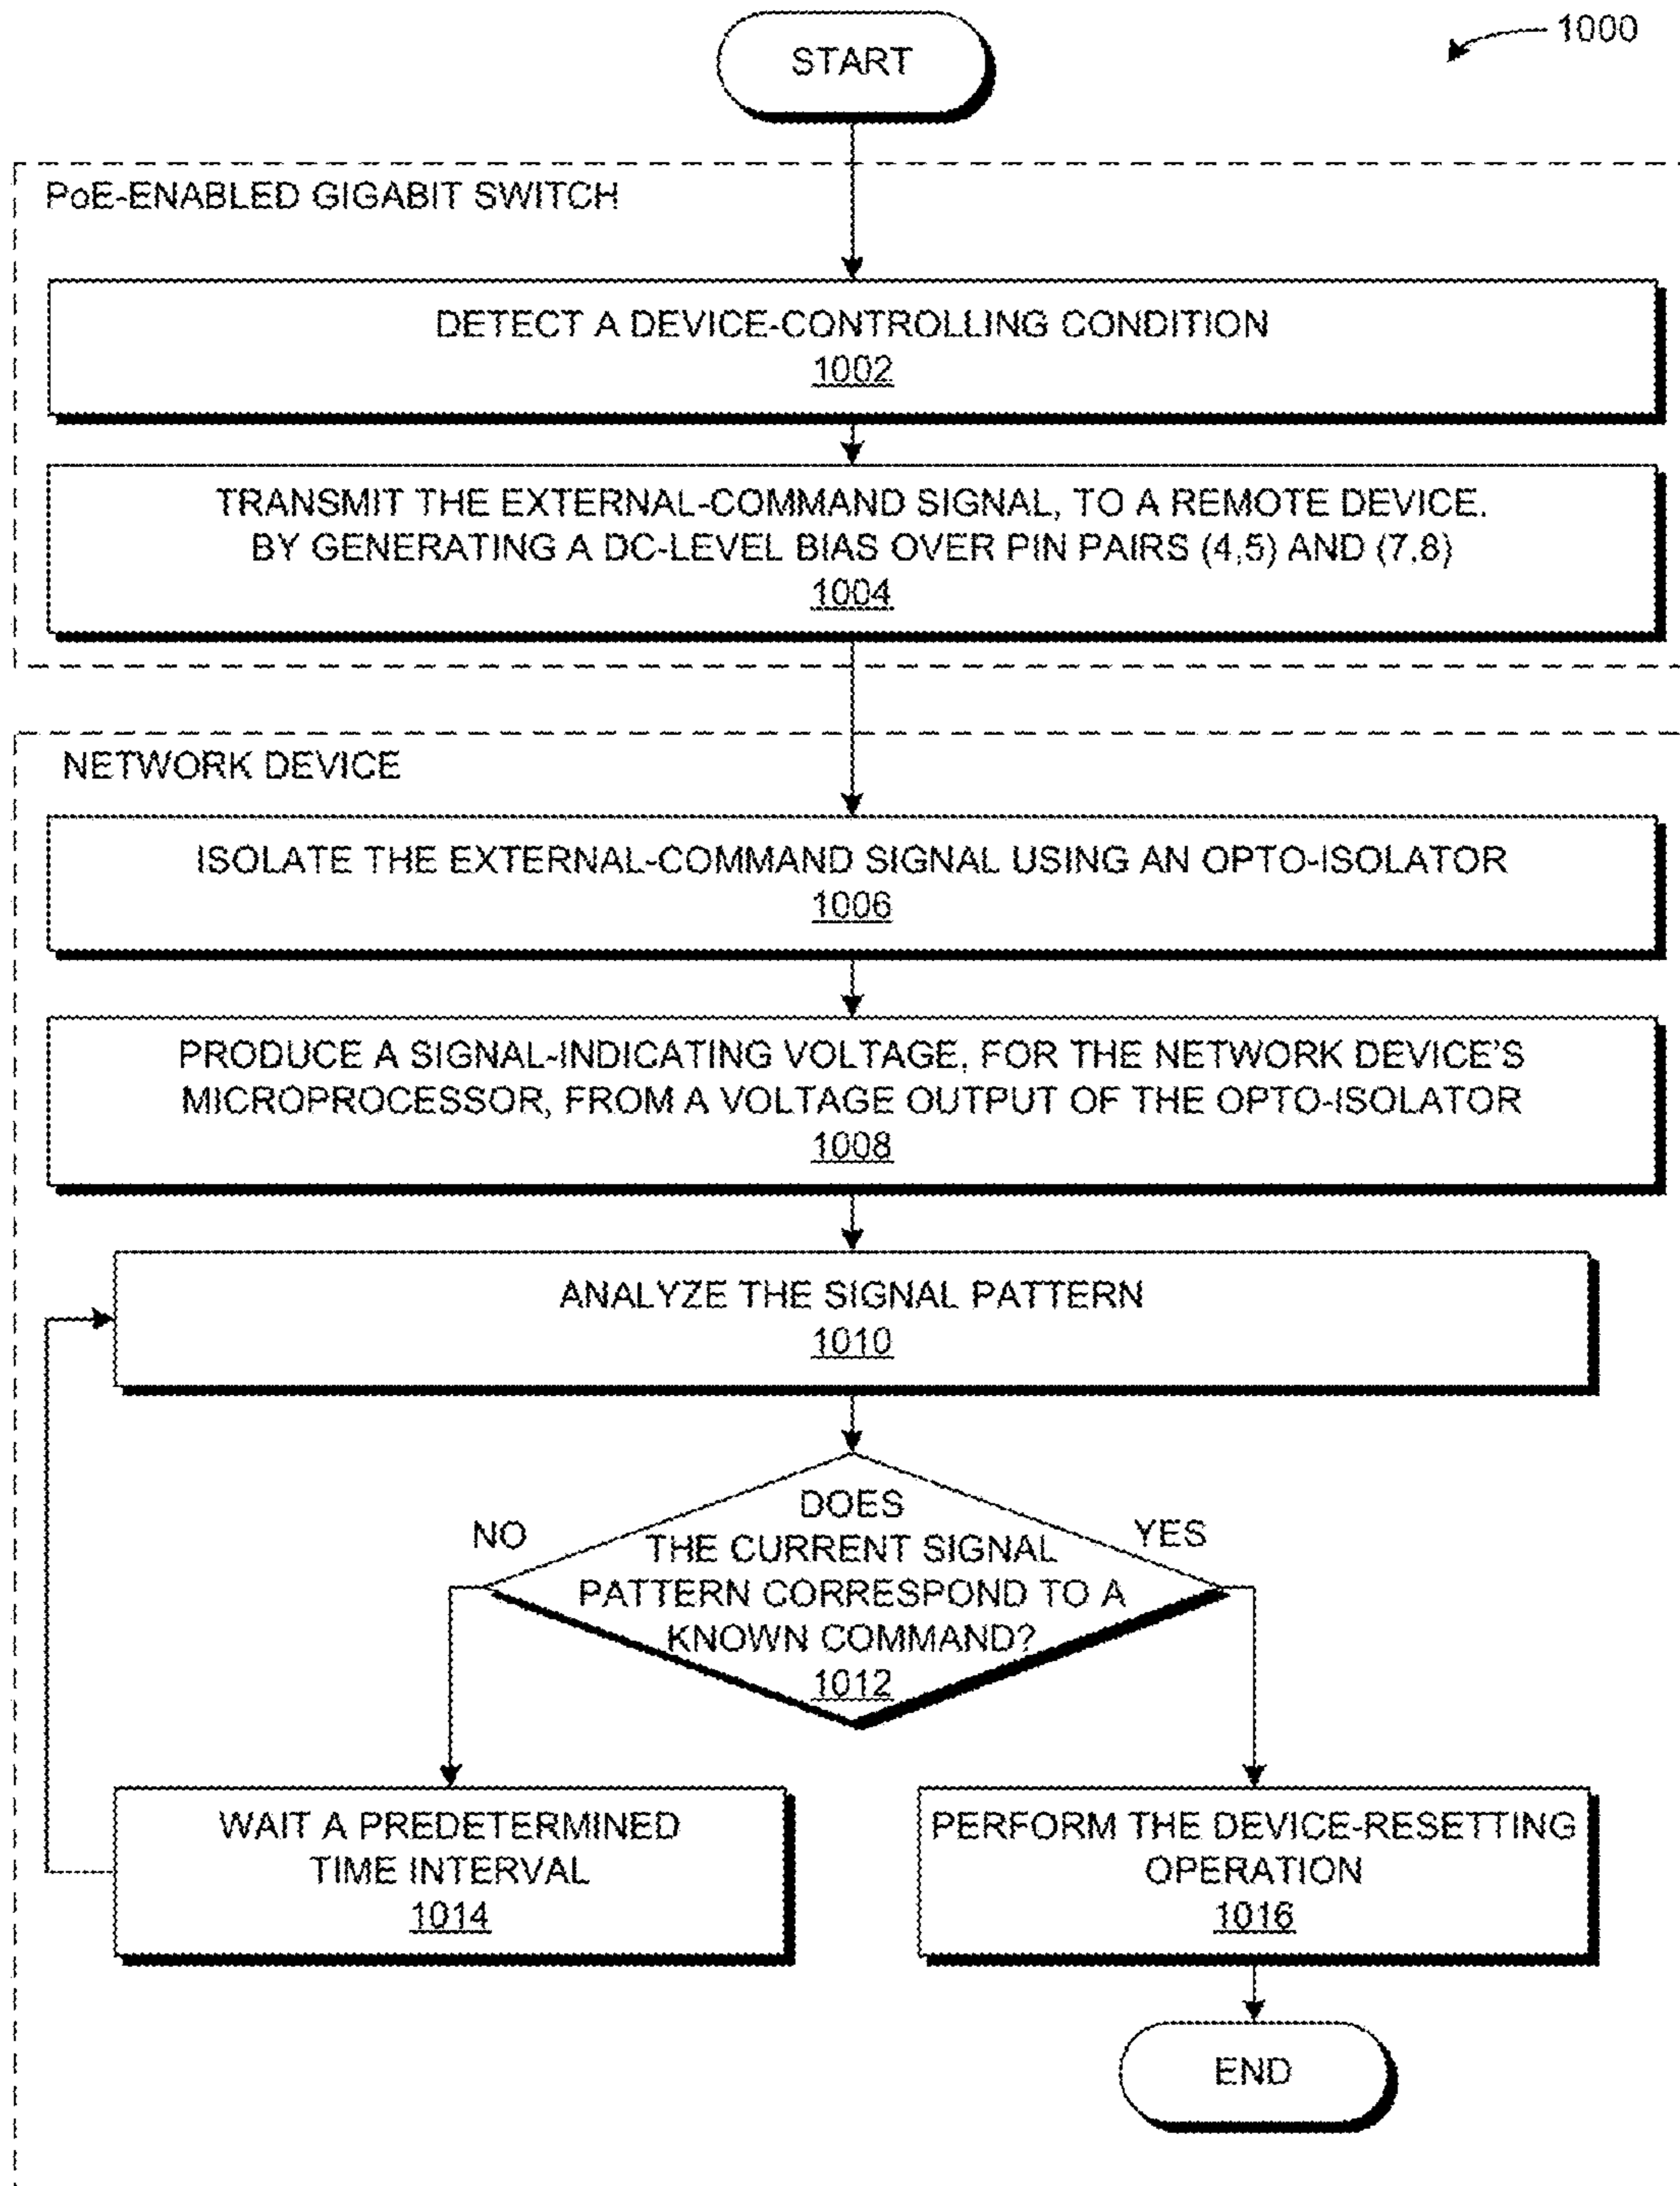 1000
START
PoE-ENABLED GIGABIT SWITCH
DETECT A DEVICE-CONTROLLING CONDITION
1002
TRANSMIT THE EXTERNAL-COMMAND SIGNAL, TO A REMOTE DEVICE,
BY GENERATING A DC-LEVEL BIAS OVER PIN PAIRS (4,5) AND (7,8)
1004
NETWORK DEVICE
ISOLATE THE EXTERNAL-COMMAND SIGNAL USING AN OPTO-ISOLATOR
1006
PRODUCE A SIGNAL-INDICATING VOLTAGE, FOR THE NETWORK DEVICE'S
MICROPROCESSOR, FROM A VOLTAGE OUTPUT OF THE OPTO-ISOLATOR
1008
ANALYZE THE SIGNAL PATTERN
1010
NO
YES
DOES
THE CURRENT SIGNAL
PATTERN CORRESPOND TO A
KNOWN COMMAND?
1012
WAIT A PREDETERMINED
TIME INTERVAL
1014
PERFORM THE DEVICE-RESETTING
OPERATION
1016
END